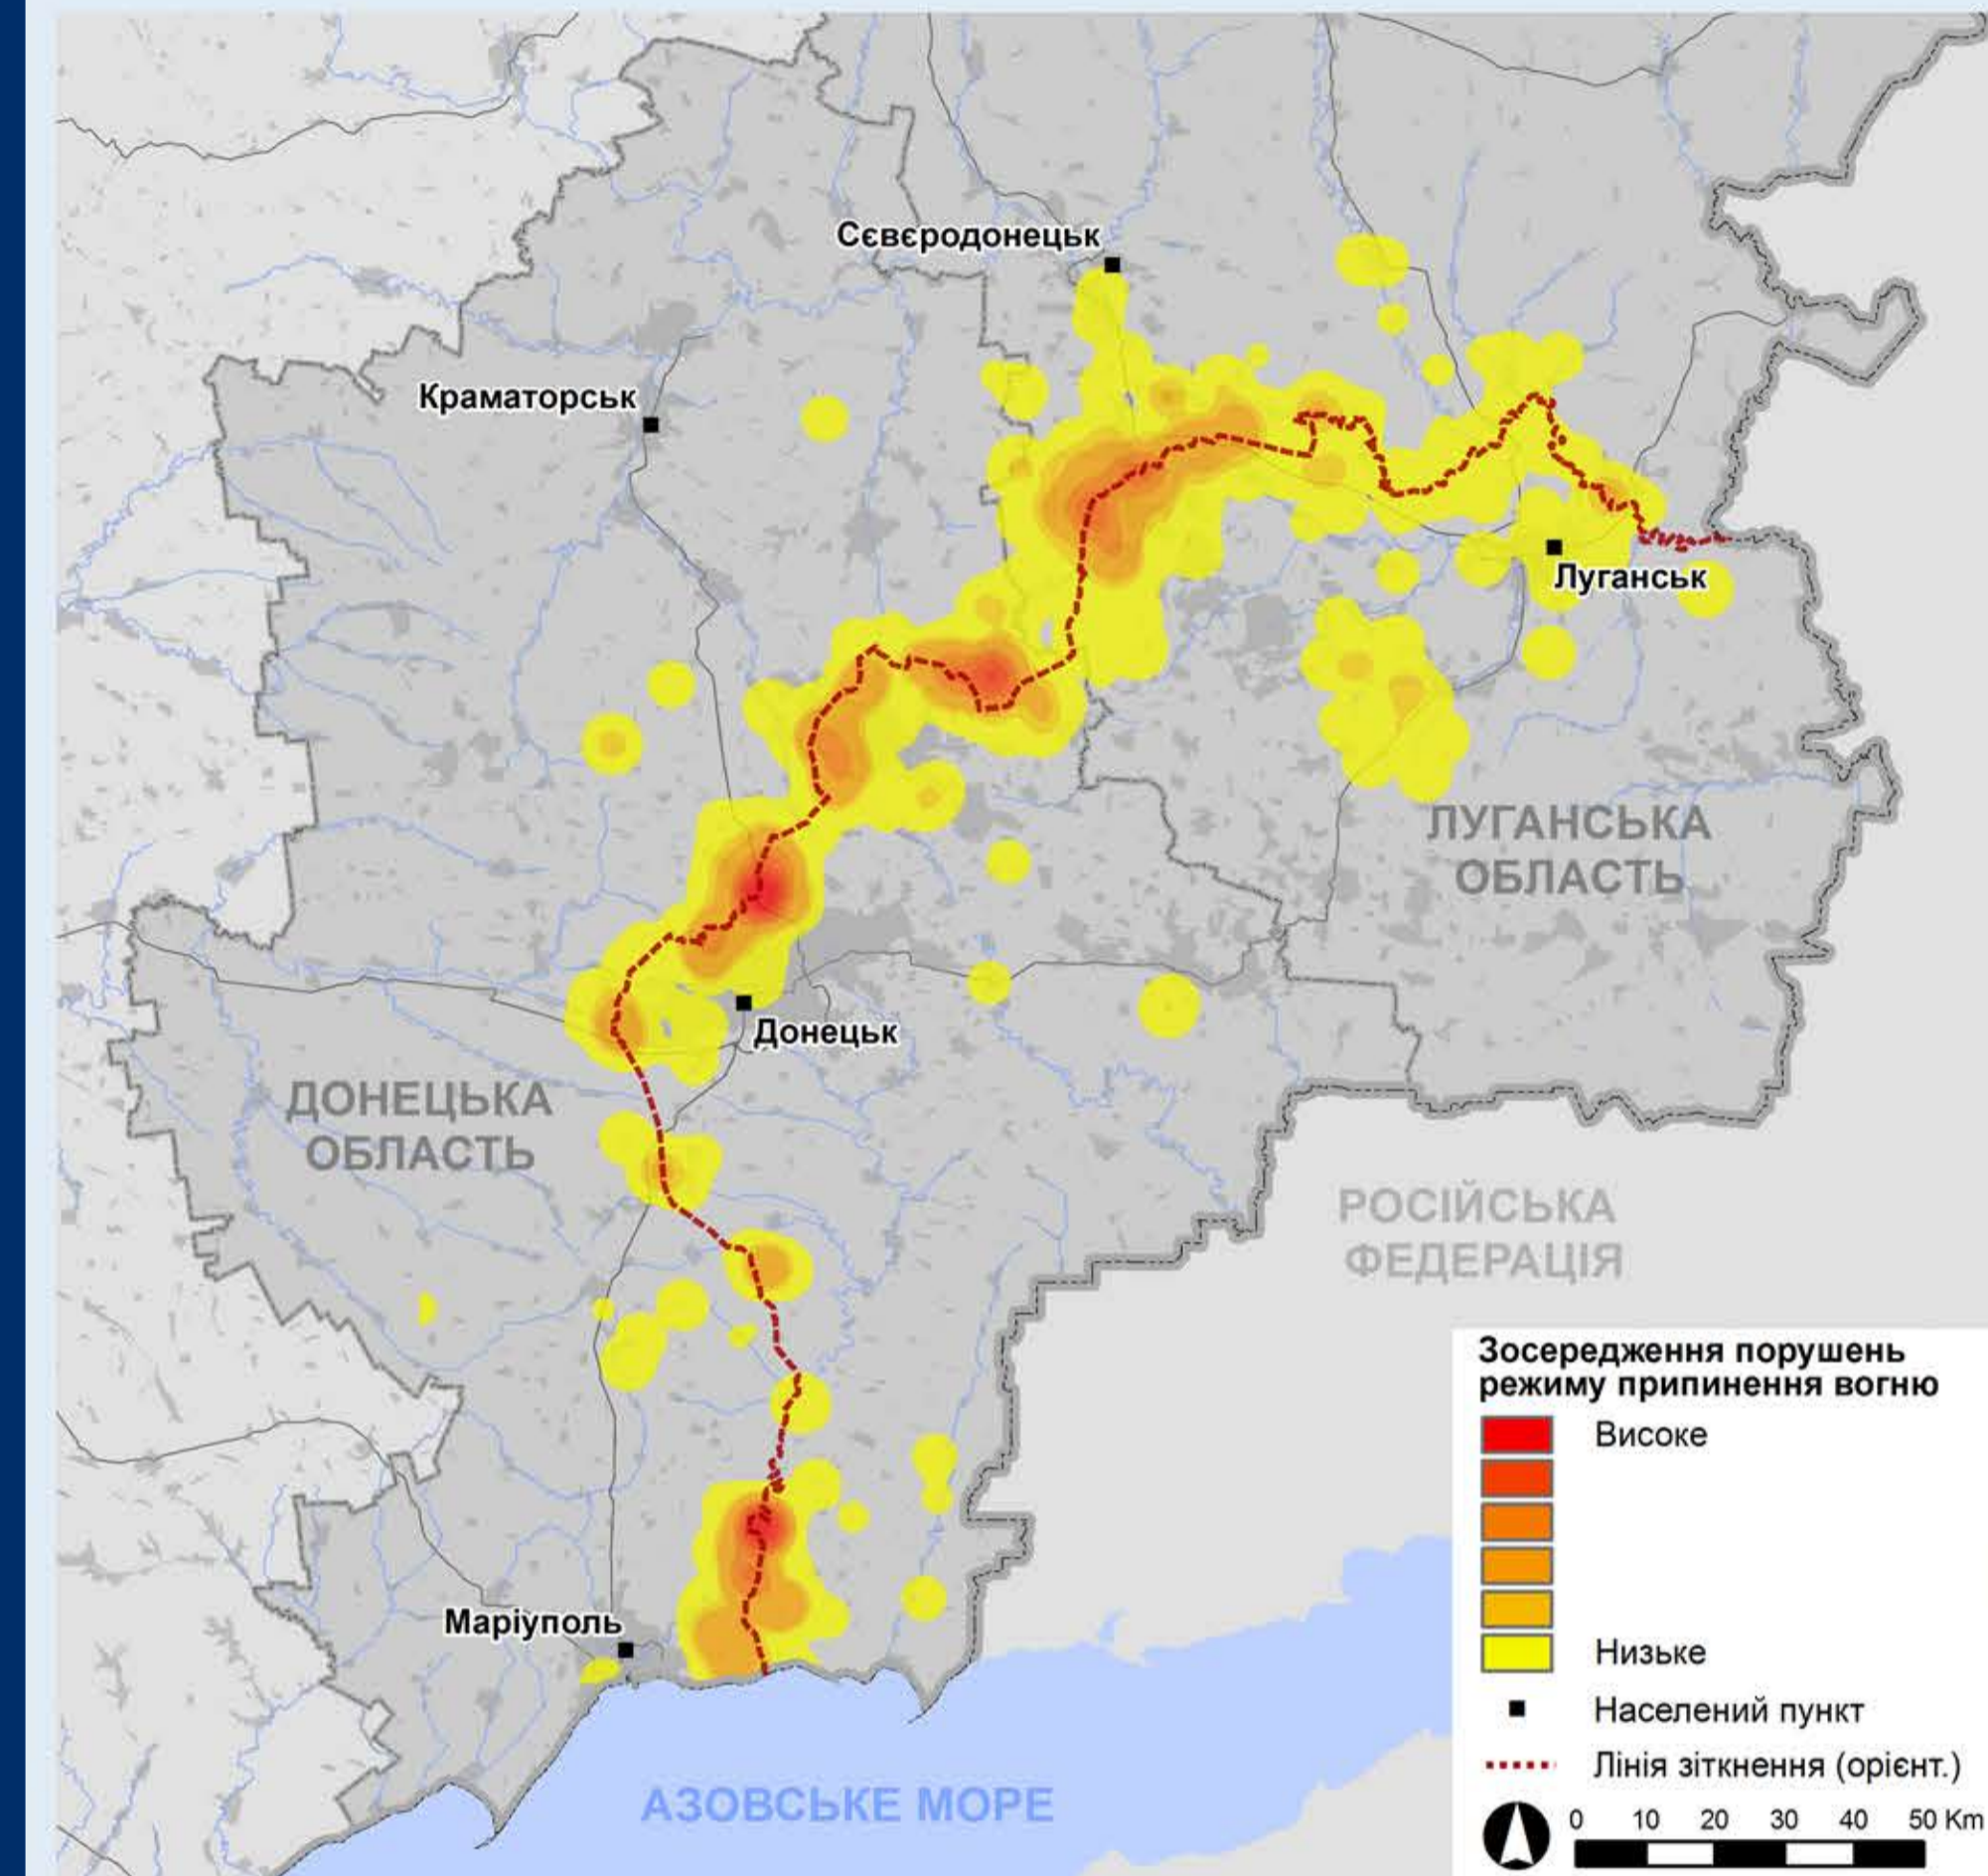 Сєвєродонецьк
Краматорськ
Луганськ
ЛУГАНСЬКА
ОБЛАСТЬ
Донецьк
ДОНЕЦЬКА
ОБЛАСТЬ
РОСІЙСЬКА
ФЕДЕРАЦІЯ
Маріуполь
АЗОВСЬКЕ МОРЕ
Зосередження порушень
режиму припинення вогню
Високе
Низьке
Населений пункт
Лінія зіткнення (орієнт.)
0 10 20 30 40 50 Km